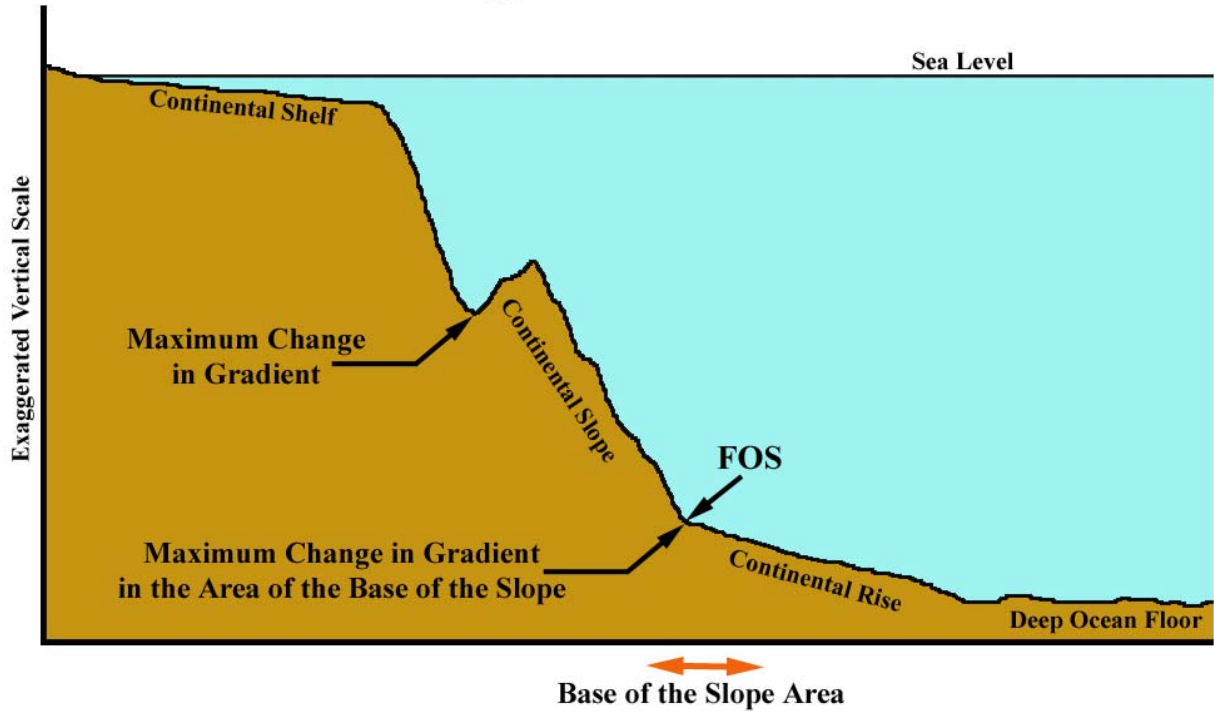 Sea Level
Continental Shelf
Exaggerated Vertical Scale
Maximum Change
in Gradient
Continental Slope
FOS
Maximum Change in Gradient
in the Area of the Base of the Slope
Continental Rise
Deep Ocean Floor
Base of the Slope Area